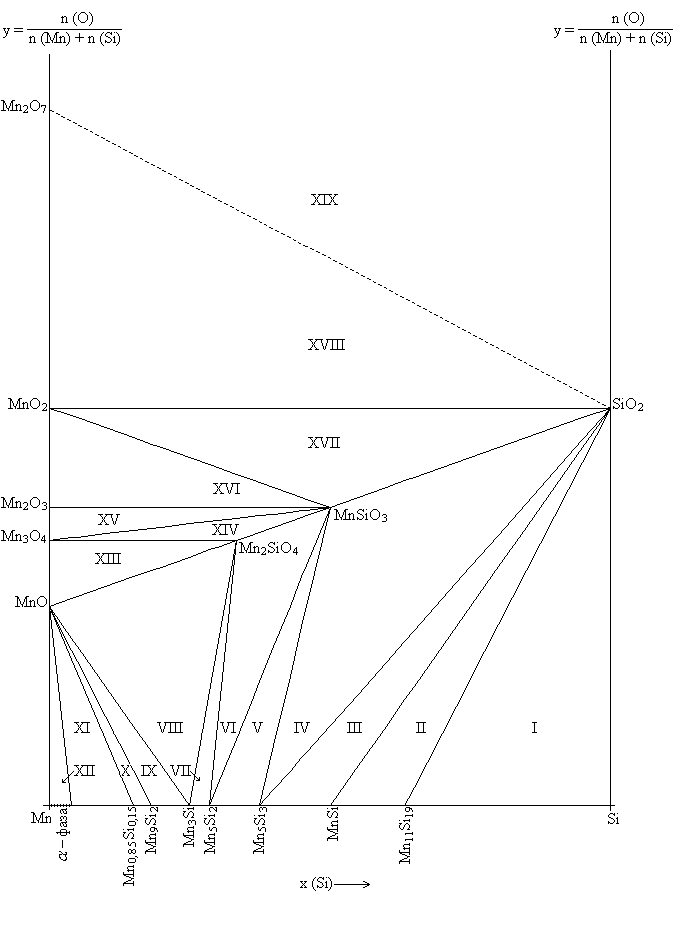 y = n (O) / n (Mn) + n (Si)
y = n (O) / n (Mn) + n (Si)
Mn₂O₇
XIX
XVIII
MnO₂
SiO₂
XVII
XVI
Mn₂O₃
MnSiO₃
XV
XIV
Mn₃O₄
Mn₂SiO₄
XIII
MnO
XI
VIII
VI
V
IV
III
II
I
XII
X
IX
VII
Mn
Si
α – фаза
Mn₀,₈₅Si₀,₁₅
Mn₉Si₂
Mn₃Si
Mn₅Si₂
Mn₅Si₃
MnSi
Mn₁₁Si₁₉
x (Si)